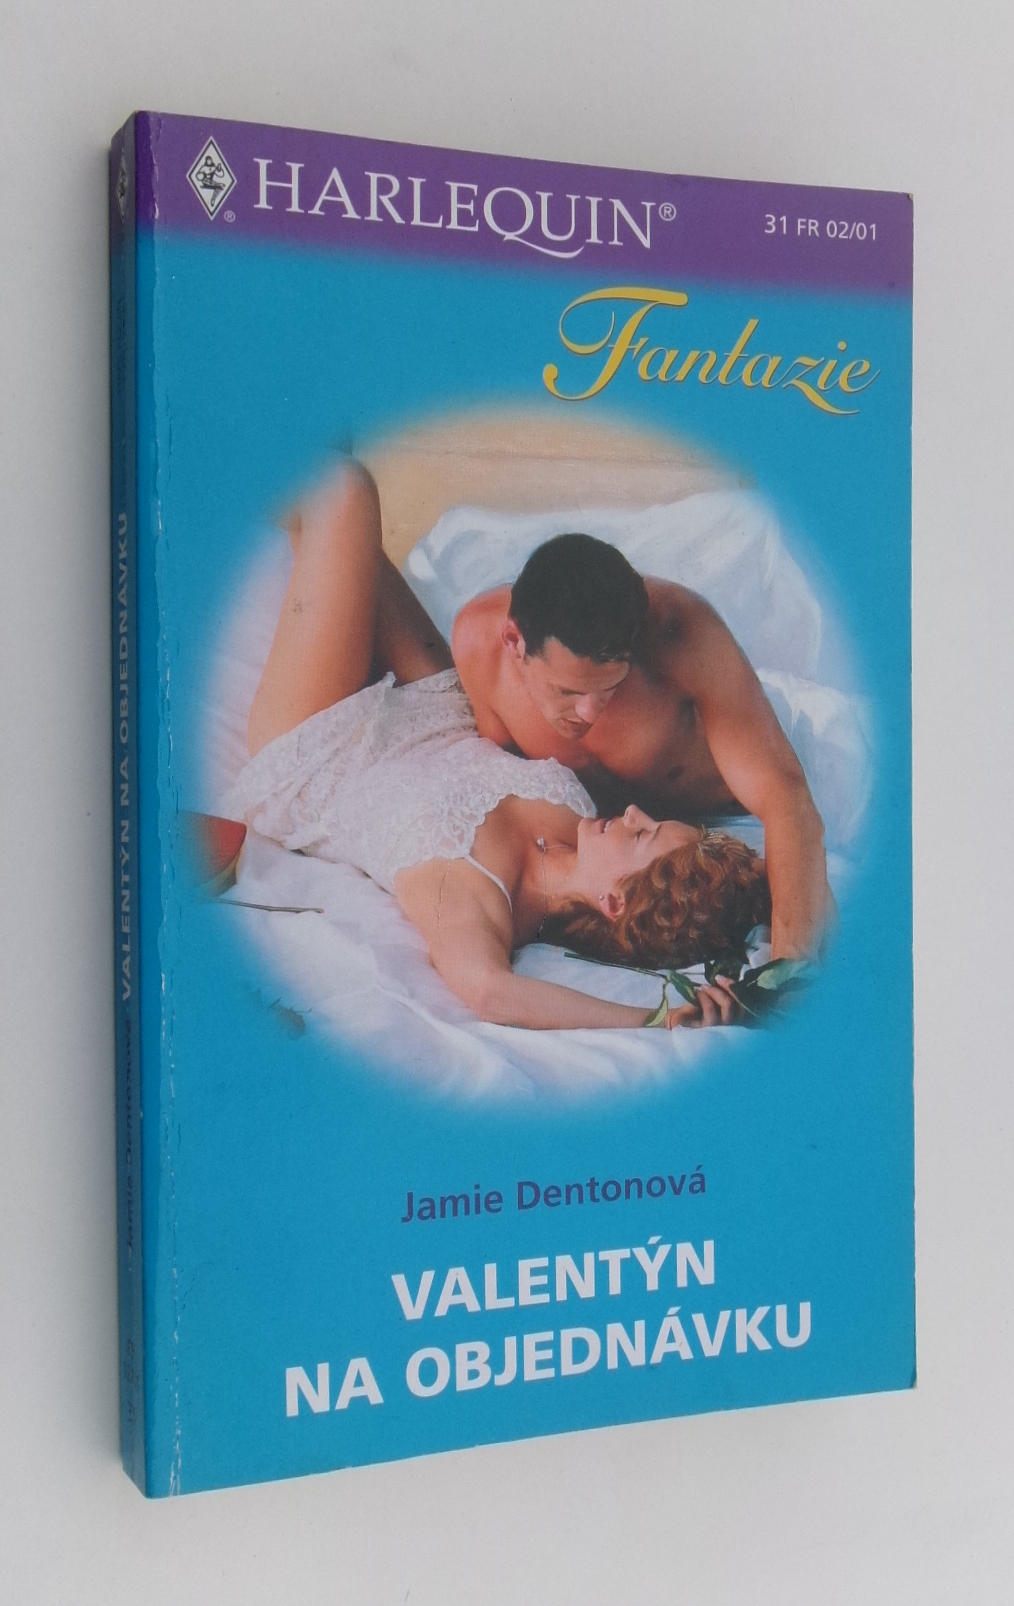 HARLEQUIN®
31 FR 02/01
Fantazie
Jamie Dentonová
VALENTÝN
NA OBJEDNÁVKU
Jamie Dentonová VALENTÝN NA OBJEDNÁVKU